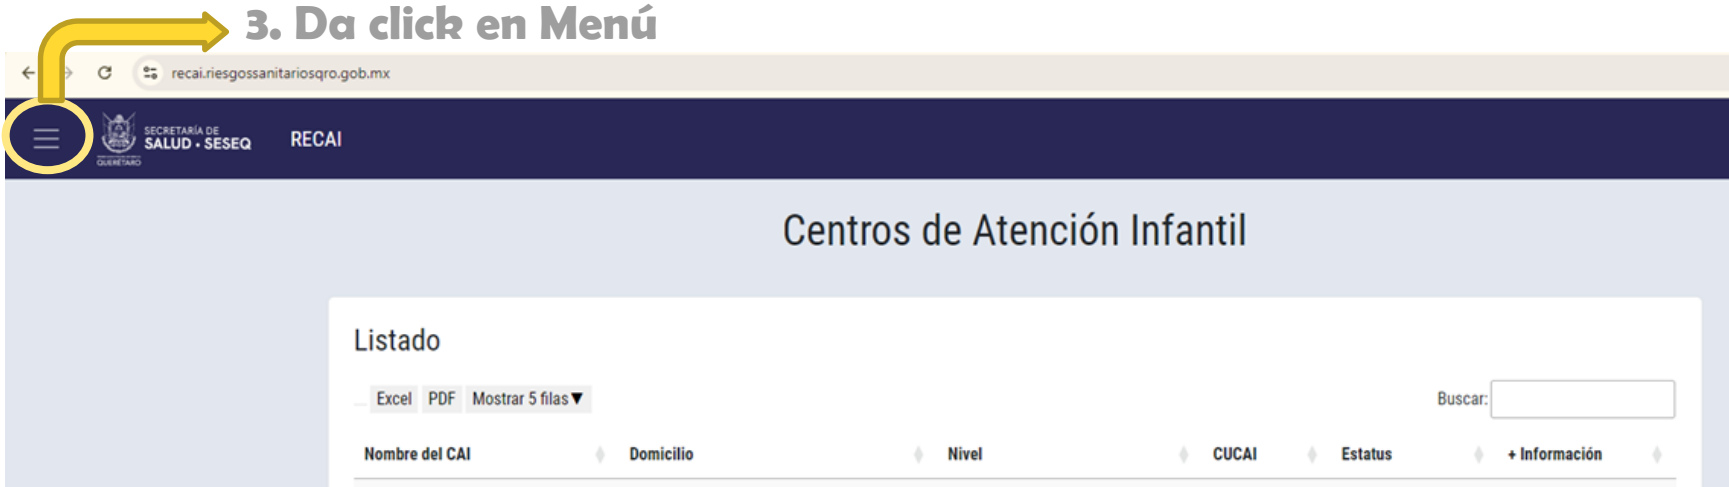 3. Da click en Menú
recai.riesgossanitariosqro.gob.mx
SECRETARÍA DE
SALUD • SESEQ
QUERÉTARO
RECAI
Centros de Atención Infantil
Listado
Excel PDF Mostrar 5 filas▼ Buscar:
Nombre del CAI Domicilio Nivel CUCAI Estatus + Información